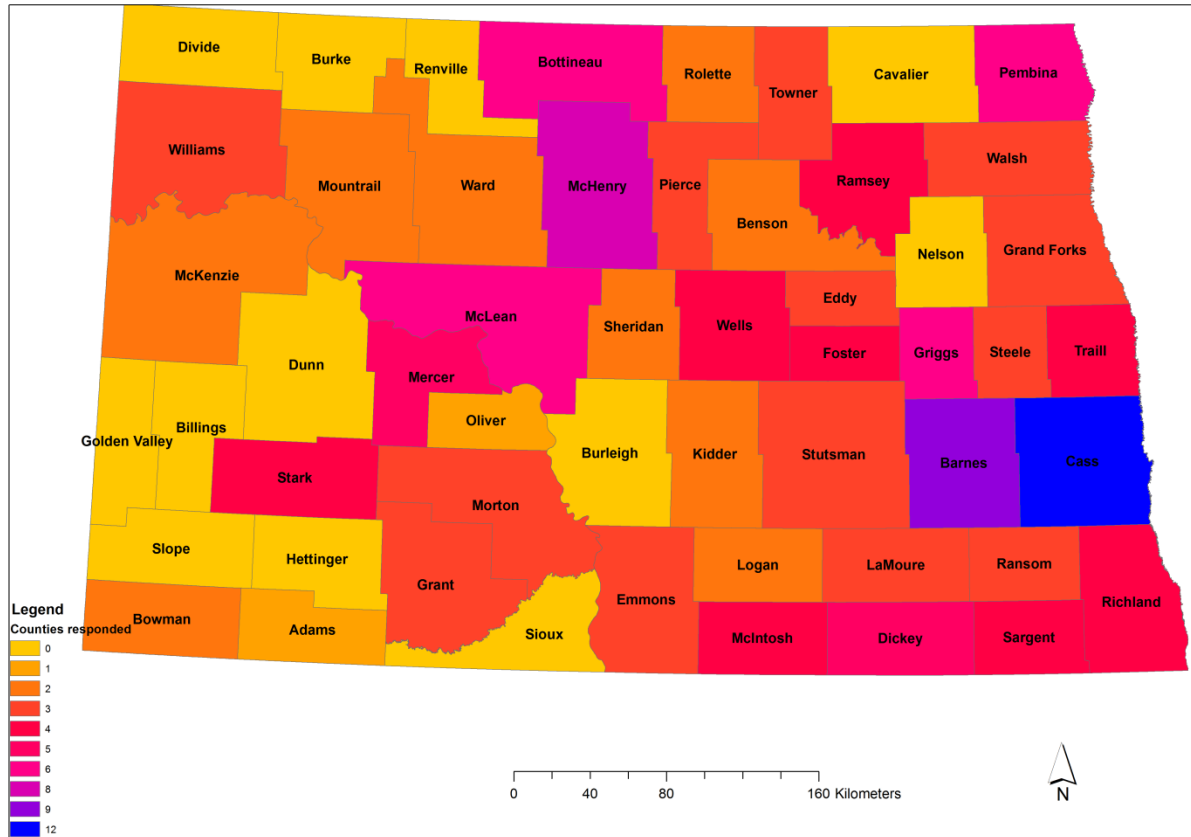 Divide
Burke
Renville
Bottineau
Rolette
Towner
Cavalier
Pembina
Williams
Mountrail
Ward
McHenry
Pierce
Benson
Ramsey
Walsh
McKenzie
Nelson
Grand Forks
McLean
Sheridan
Wells
Eddy
Foster
Griggs
Steele
Traill
Dunn
Mercer
Oliver
Golden Valley
Billings
Burleigh
Kidder
Stutsman
Barnes
Cass
Stark
Morton
Slope
Hettinger
Grant
Emmons
Logan
LaMoure
Ransom
Richland
Bowman
Adams
Sioux
McIntosh
Dickey
Sargent
Legend
Counties responded
0
1
2
3
4
5
6
8
9
12
0 40 80 160 Kilometers
N